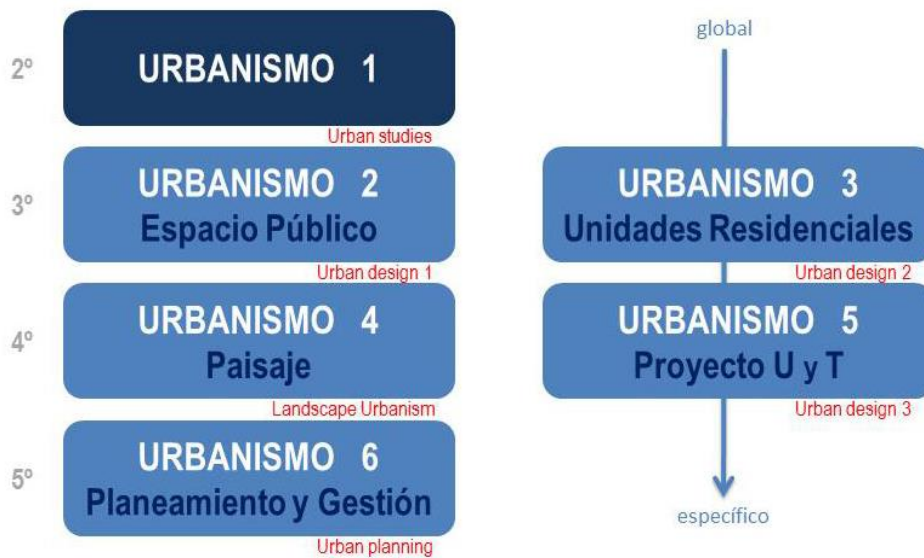 global
2º
URBANISMO 1
Urban studies
3º
URBANISMO 2
Espacio Público
Urban design 1
URBANISMO 3
Unidades Residenciales
Urban design 2
4º
URBANISMO 4
Paisaje
Landscape Urbanism
URBANISMO 5
Proyecto U y T
Urban design 3
5º
URBANISMO 6
Planeamiento y Gestión
Urban planning
específico